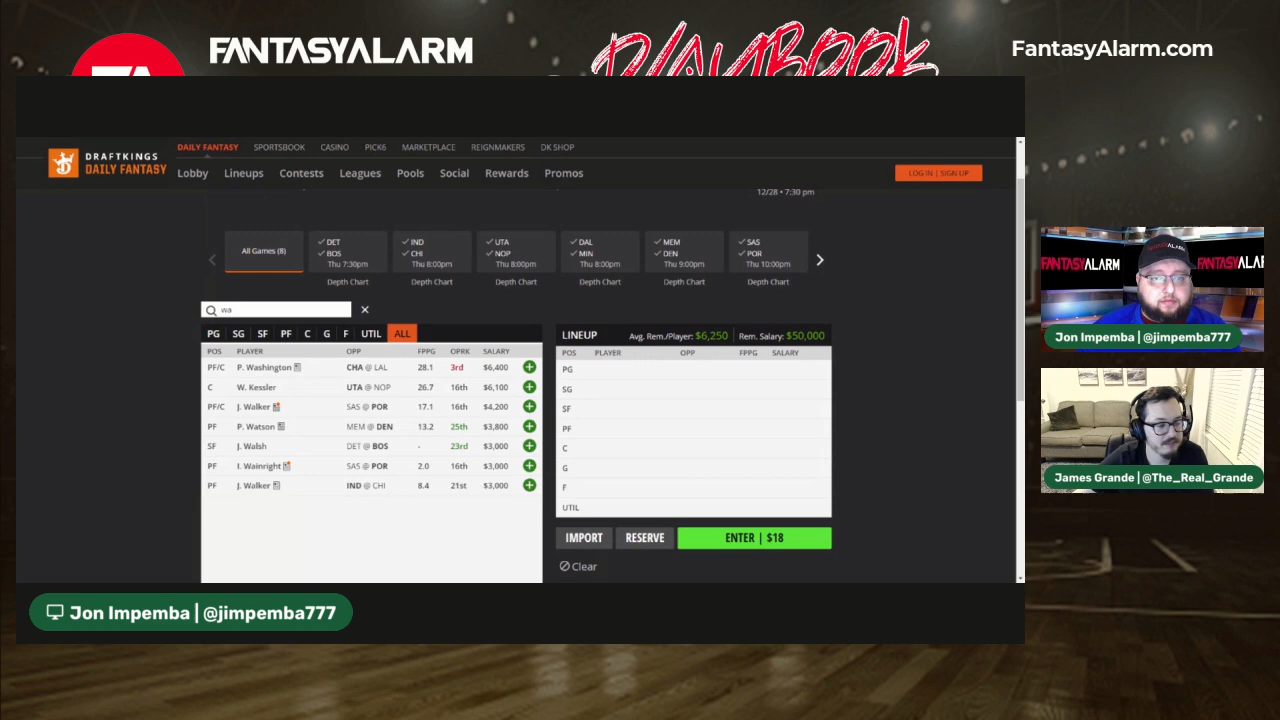 FANTASYALARM
PLAYBOOK
FantasyAlarm.com
DRAFTKINGS
DAILY FANTASY
DAILY FANTASY SPORTSBOOK CASINO PICK6 MARKETPLACE REIGNMAKERS DK SHOP
Lobby Lineups Contests Leagues Pools Social Rewards Promos
LOG IN | SIGN UP
12/28 • 7:30 pm
All Games (8)
DET
BOS
Thu 7:30pm
Depth Chart
IND
CHI
Thu 8:00pm
Depth Chart
UTA
NOP
Thu 8:00pm
Depth Chart
DAL
MIN
Thu 8:00pm
Depth Chart
MEM
DEN
Thu 9:00pm
Depth Chart
SAS
POR
Thu 10:00pm
Depth Chart
wa
PG SG SF PF C G F UTIL ALL
POS PLAYER OPP FPPG OPRK SALARY
PF/C P. Washington CHA @ LAL 28.1 3rd $6,400
C W. Kessler UTA @ NOP 26.7 16th $6,100
PF/C J. Walker SAS @ POR 17.1 16th $4,200
PF P. Watson MEM @ DEN 13.2 25th $3,800
SF J. Walsh DET @ BOS - 23rd $3,000
PF I. Wainright SAS @ POR 2.0 16th $3,000
PF J. Walker IND @ CHI 8.4 21st $3,000
LINEUP Avg. Rem./Player: $6,250 Rem. Salary: $50,000
POS PLAYER OPP FPPG SALARY
PG
SG
SF
PF
C
G
F
UTIL
IMPORT RESERVE ENTER | $18
Clear
Jon Impemba | @jimpemba777
FANTASYALARM
Jon Impemba | @jimpemba777
James Grande | @The_Real_Grande